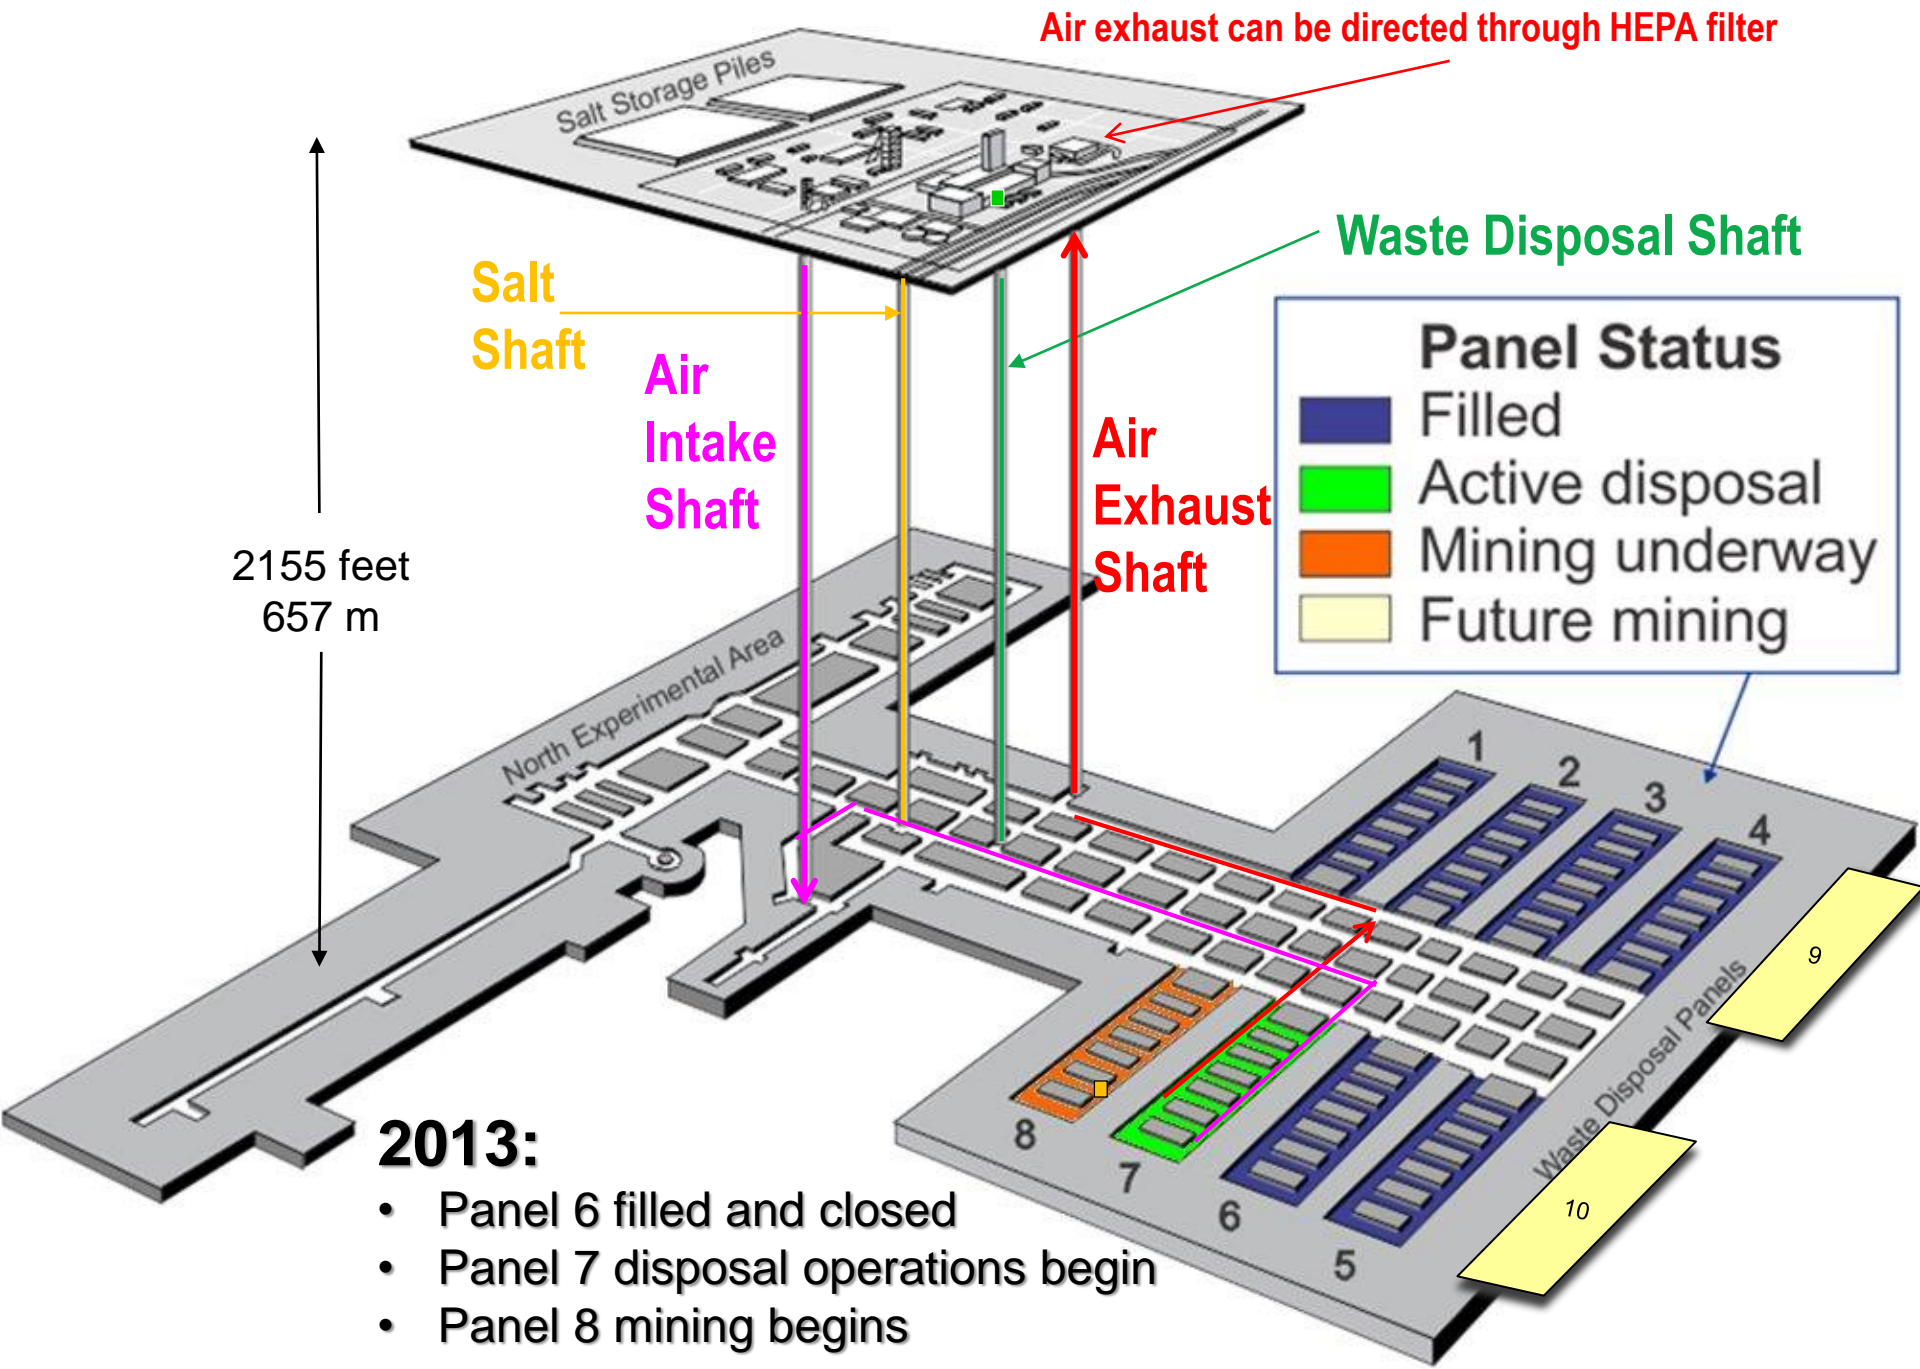 Air exhaust can be directed through HEPA filter
Salt Storage Piles
Waste Disposal Shaft
Salt
Shaft
Air
Intake
Shaft
Air
Exhaust
Shaft
Panel Status
Filled
Active disposal
Mining underway
Future mining
2155 feet
657 m
North Experimental Area
1
2
3
4
9
Waste Disposal Panels
8
7
6
5
10
2013:
• Panel 6 filled and closed
• Panel 7 disposal operations begin
• Panel 8 mining begins